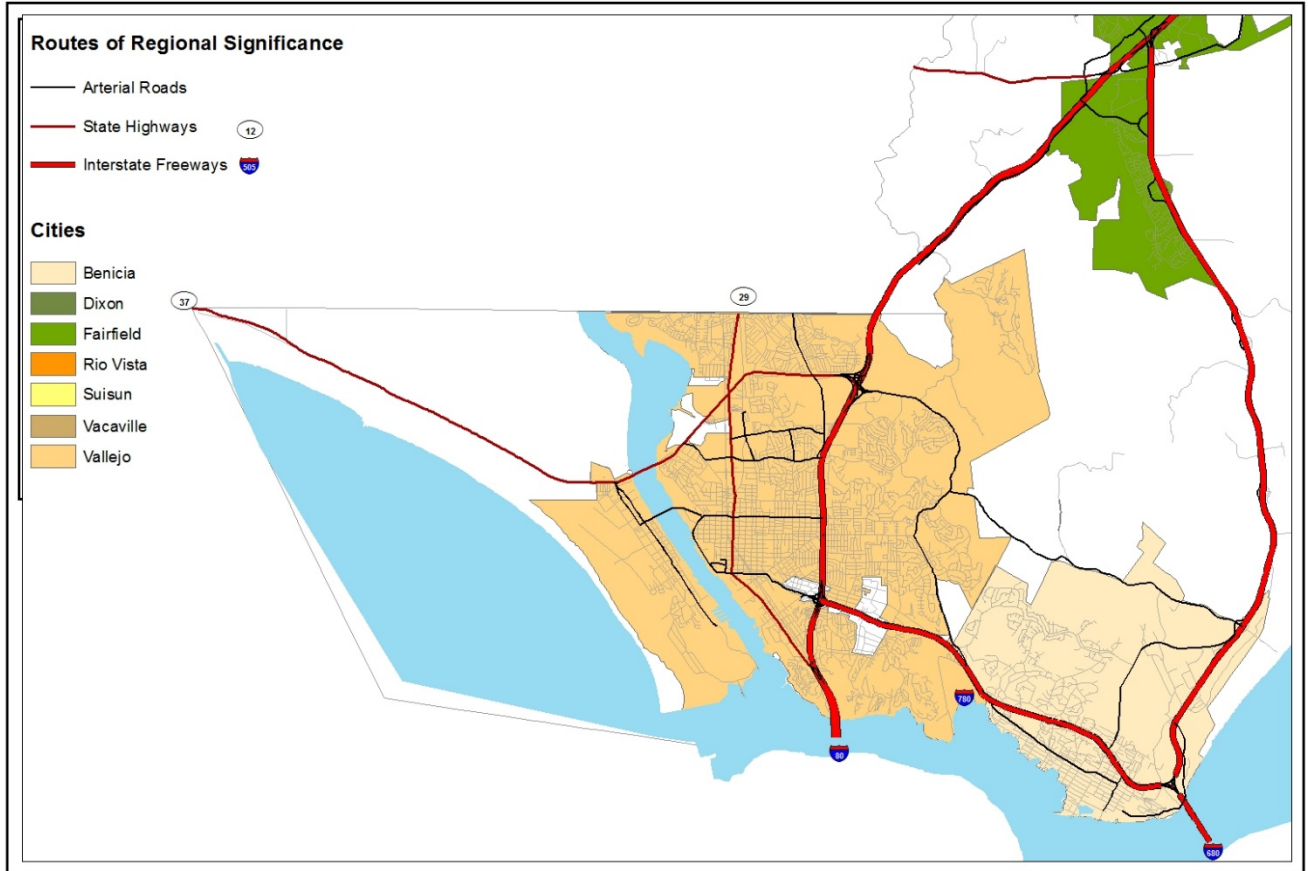 Routes of Regional Significance
Arterial Roads
State Highways 12
Interstate Freeways 505
Cities
Benicia
Dixon
Fairfield
Rio Vista
Suisun
Vacaville
Vallejo
37
29
780
80
680